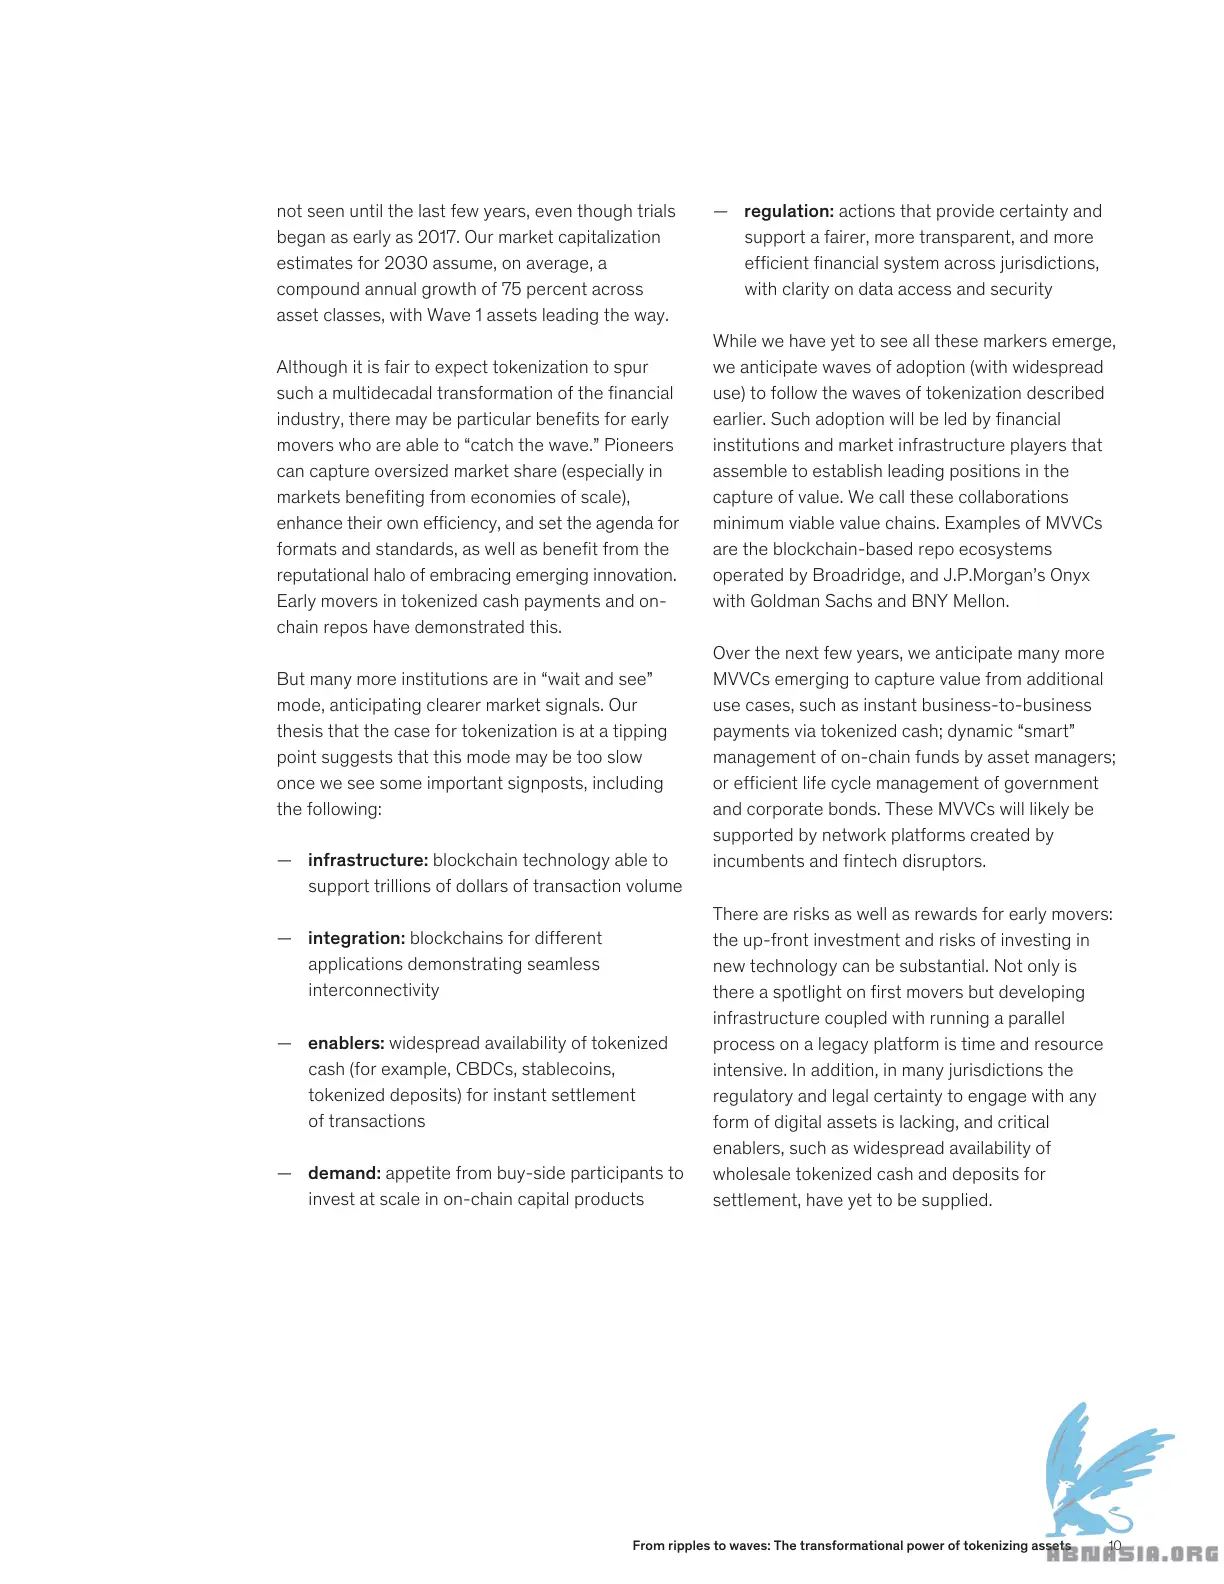 not seen until the last few years, even though trials
began as early as 2017. Our market capitalization
estimates for 2030 assume, on average, a
compound annual growth of 75 percent across
asset classes, with Wave 1 assets leading the way.
Although it is fair to expect tokenization to spur
such a multidecadal transformation of the financial
industry, there may be particular benefits for early
movers who are able to “catch the wave.” Pioneers
can capture oversized market share (especially in
markets benefiting from economies of scale),
enhance their own efficiency, and set the agenda for
formats and standards, as well as benefit from the
reputational halo of embracing emerging innovation.
Early movers in tokenized cash payments and on-
chain repos have demonstrated this.
But many more institutions are in “wait and see”
mode, anticipating clearer market signals. Our
thesis that the case for tokenization is at a tipping
point suggests that this mode may be too slow
once we see some important signposts, including
the following:
— infrastructure: blockchain technology able to
support trillions of dollars of transaction volume
— integration: blockchains for different
applications demonstrating seamless
interconnectivity
— enablers: widespread availability of tokenized
cash (for example, CBDCs, stablecoins,
tokenized deposits) for instant settlement
of transactions
— demand: appetite from buy-side participants to
invest at scale in on-chain capital products
— regulation: actions that provide certainty and
support a fairer, more transparent, and more
efficient financial system across jurisdictions,
with clarity on data access and security
While we have yet to see all these markers emerge,
we anticipate waves of adoption (with widespread
use) to follow the waves of tokenization described
earlier. Such adoption will be led by financial
institutions and market infrastructure players that
assemble to establish leading positions in the
capture of value. We call these collaborations
minimum viable value chains. Examples of MVVCs
are the blockchain-based repo ecosystems
operated by Broadridge, and J.P.Morgan’s Onyx
with Goldman Sachs and BNY Mellon.
Over the next few years, we anticipate many more
MVVCs emerging to capture value from additional
use cases, such as instant business-to-business
payments via tokenized cash; dynamic “smart”
management of on-chain funds by asset managers;
or efficient life cycle management of government
and corporate bonds. These MVVCs will likely be
supported by network platforms created by
incumbents and fintech disruptors.
There are risks as well as rewards for early movers:
the up-front investment and risks of investing in
new technology can be substantial. Not only is
there a spotlight on first movers but developing
infrastructure coupled with running a parallel
process on a legacy platform is time and resource
intensive. In addition, in many jurisdictions the
regulatory and legal certainty to engage with any
form of digital assets is lacking, and critical
enablers, such as widespread availability of
wholesale tokenized cash and deposits for
settlement, have yet to be supplied.
From ripples to waves: The transformational power of tokenizing assets 10
ABNASIA.ORG